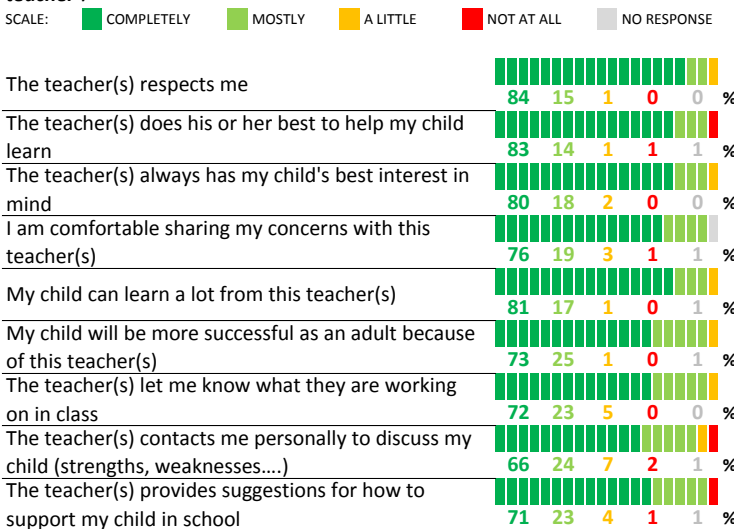 SCALE: COMPLETELY MOSTLY A LITTLE NOT AT ALL NO RESPONSE
The teacher(s) respects me
84 15 1 0 0 %
The teacher(s) does his or her best to help my child
learn
83 14 1 1 1 %
The teacher(s) always has my child's best interest in
mind
80 18 2 0 0 %
I am comfortable sharing my concerns with this
teacher(s)
76 19 3 1 1 %
My child can learn a lot from this teacher(s)
81 17 1 0 1 %
My child will be more successful as an adult because
of this teacher(s)
73 25 1 0 1 %
The teacher(s) let me know what they are working
on in class
72 23 5 0 0 %
The teacher(s) contacts me personally to discuss my
child (strengths, weaknesses....)
66 24 7 2 1 %
The teacher(s) provides suggestions for how to
support my child in school
71 23 4 1 1 %